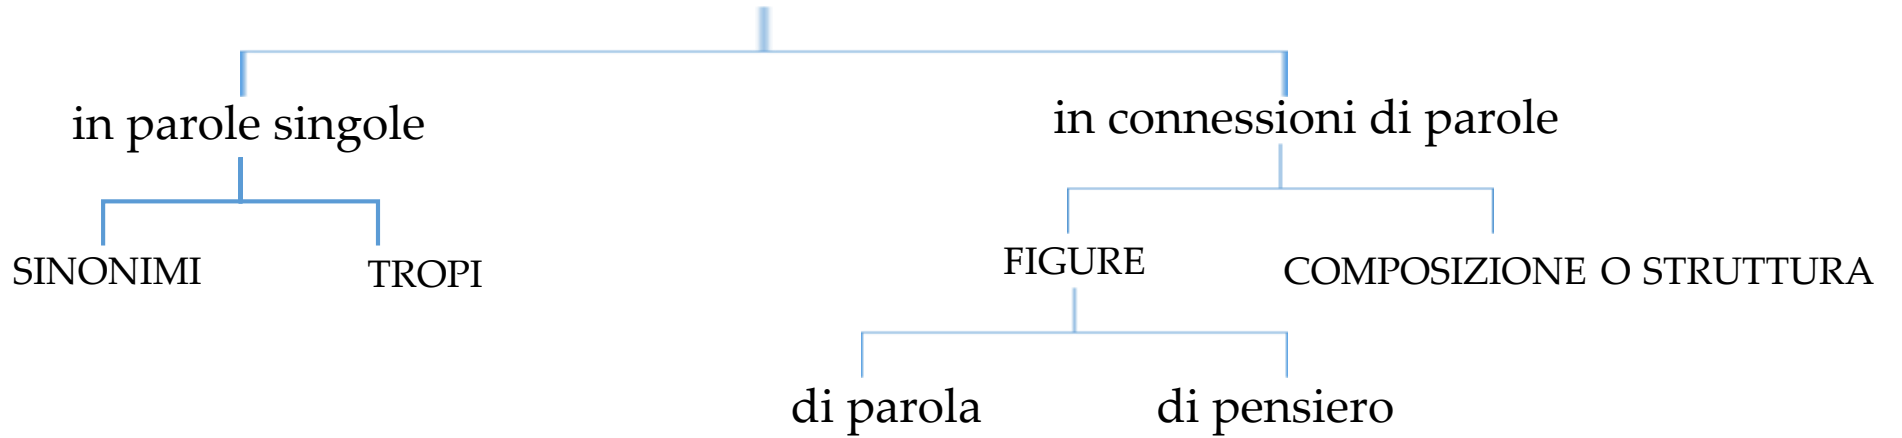 in parole singole
in connessioni di parole
SINONIMI
TROPI
FIGURE
COMPOSIZIONE O STRUTTURA
di parola
di pensiero